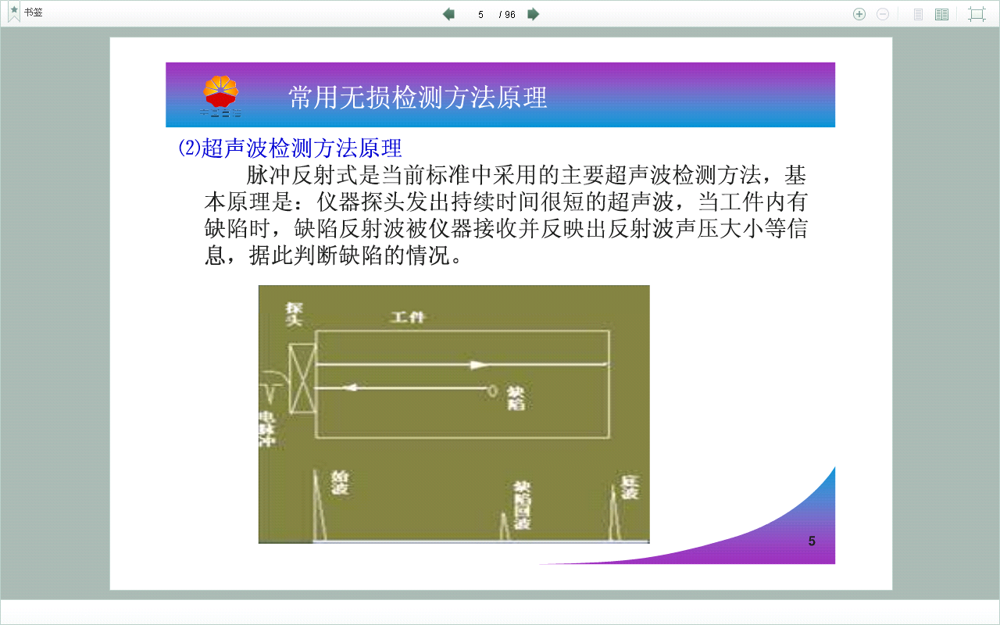 书签
5 / 96
常用无损检测方法原理
⑵超声波检测方法原理
脉冲反射式是当前标准中采用的主要超声波检测方法，基
本原理是：仪器探头发出持续时间很短的超声波，当工件内有
缺陷时，缺陷反射波被仪器接收并反映出反射波声压大小等信
息，据此判断缺陷的情况。
探头
工件
缺陷
电脉冲
始波
缺陷回波
底波
5